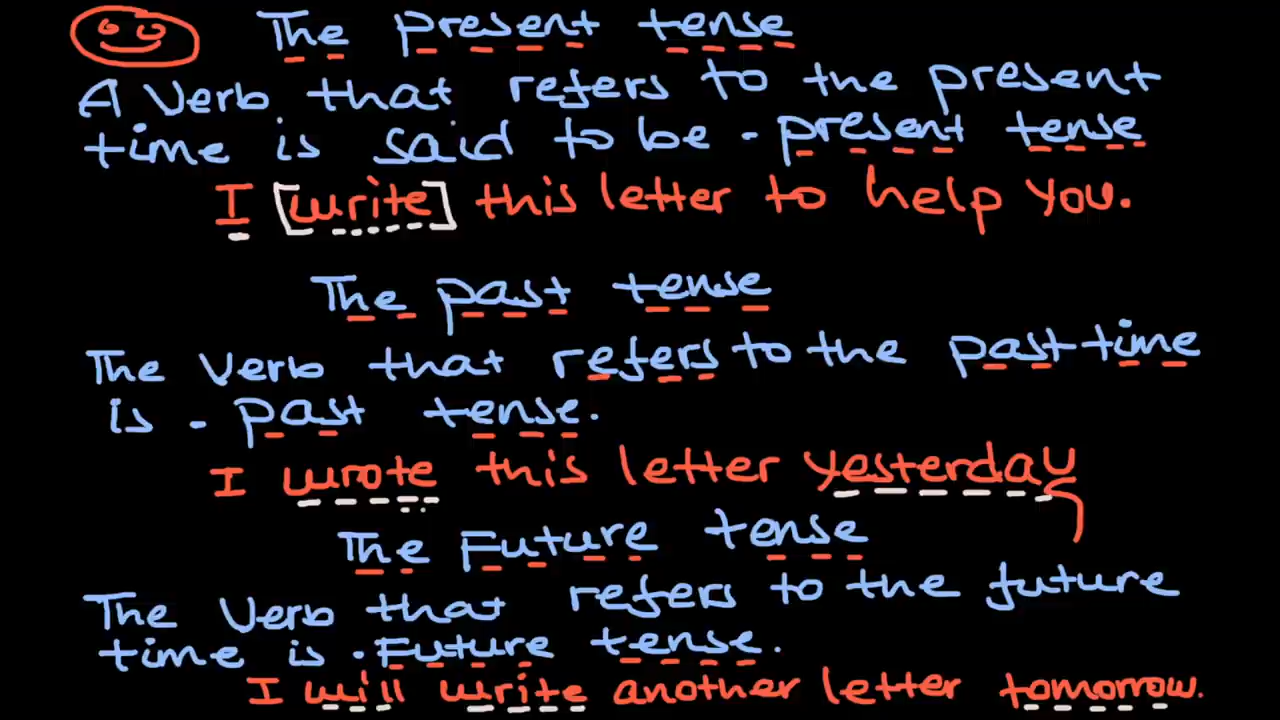 The present tense
A verb that refers to the present
time is said to be - present tense
I [write] this letter to help you.
The past tense
The verb that refers to the past time
is - past tense.
I wrote this letter yesterday
The Future tense
The verb that refers to the future
time is - Future tense.
I will write another letter tomorrow.